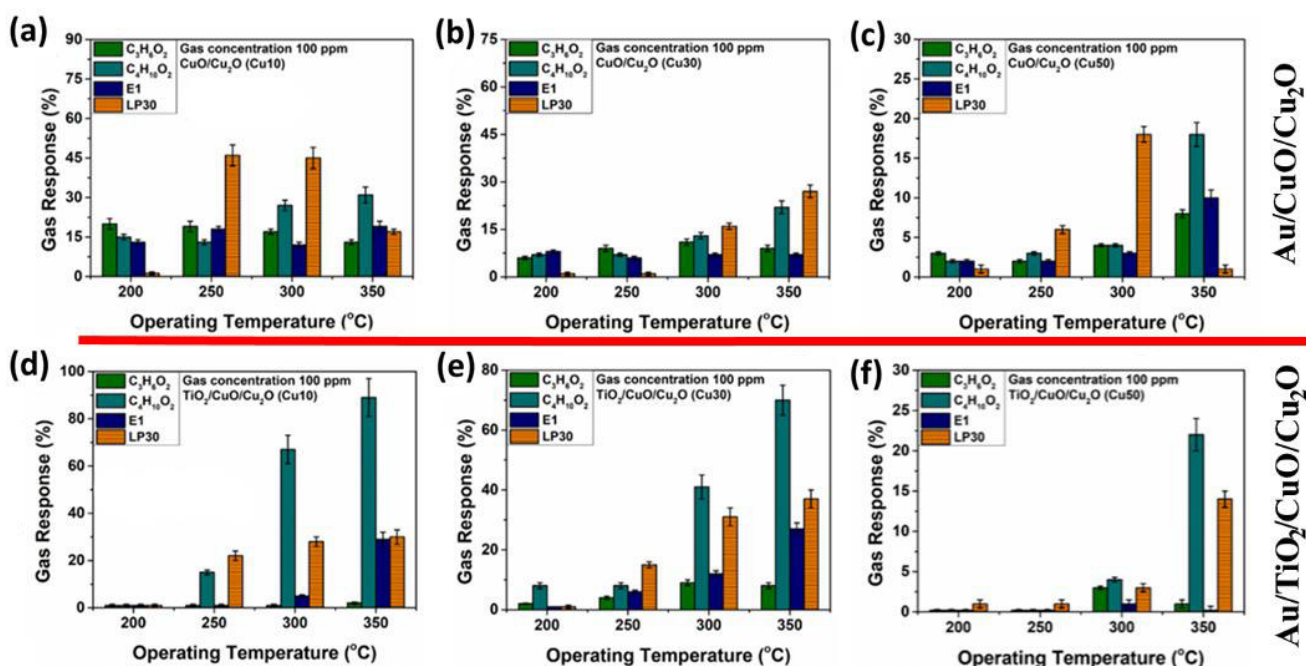 (a)
90
75
60
45
30
15
0
Gas Response (%)
C₃H₆O₂
C₄H₁₀O₂
E1
LP30
Gas concentration 100 ppm
CuO/Cu₂O (Cu10)
200 250 300 350
Operating Temperature (°C)
(b)
75
60
45
30
15
0
Gas Response (%)
C₃H₆O₂
C₄H₁₀O₂
E1
LP30
Gas concentration 100 ppm
CuO/Cu₂O (Cu30)
200 250 300 350
Operating Temperature (°C)
(c)
30
25
20
15
10
5
0
Gas Response (%)
C₃H₆O₂
C₄H₁₀O₂
E1
LP30
Gas concentration 100 ppm
CuO/Cu₂O (Cu50)
200 250 300 350
Operating Temperature (°C)
Au/CuO/Cu₂O
(d)
100
80
60
40
20
0
Gas Response (%)
C₃H₆O₂
C₄H₁₀O₂
E1
LP30
Gas concentration 100 ppm
TiO₂/CuO/Cu₂O (Cu10)
200 250 300 350
Operating Temperature (°C)
(e)
80
60
40
20
0
Gas Response (%)
C₃H₆O₂
C₄H₁₀O₂
E1
LP30
Gas concentration 100 ppm
TiO₂/CuO/Cu₂O (Cu30)
200 250 300 350
Operating Temperature (°C)
(f)
30
25
20
15
10
5
0
Gas Response (%)
C₃H₆O₂
C₄H₁₀O₂
E1
LP30
Gas concentration 100 ppm
TiO₂/CuO/Cu₂O (Cu50)
200 250 300 350
Operating Temperature (°C)
Au/TiO₂/CuO/Cu₂O